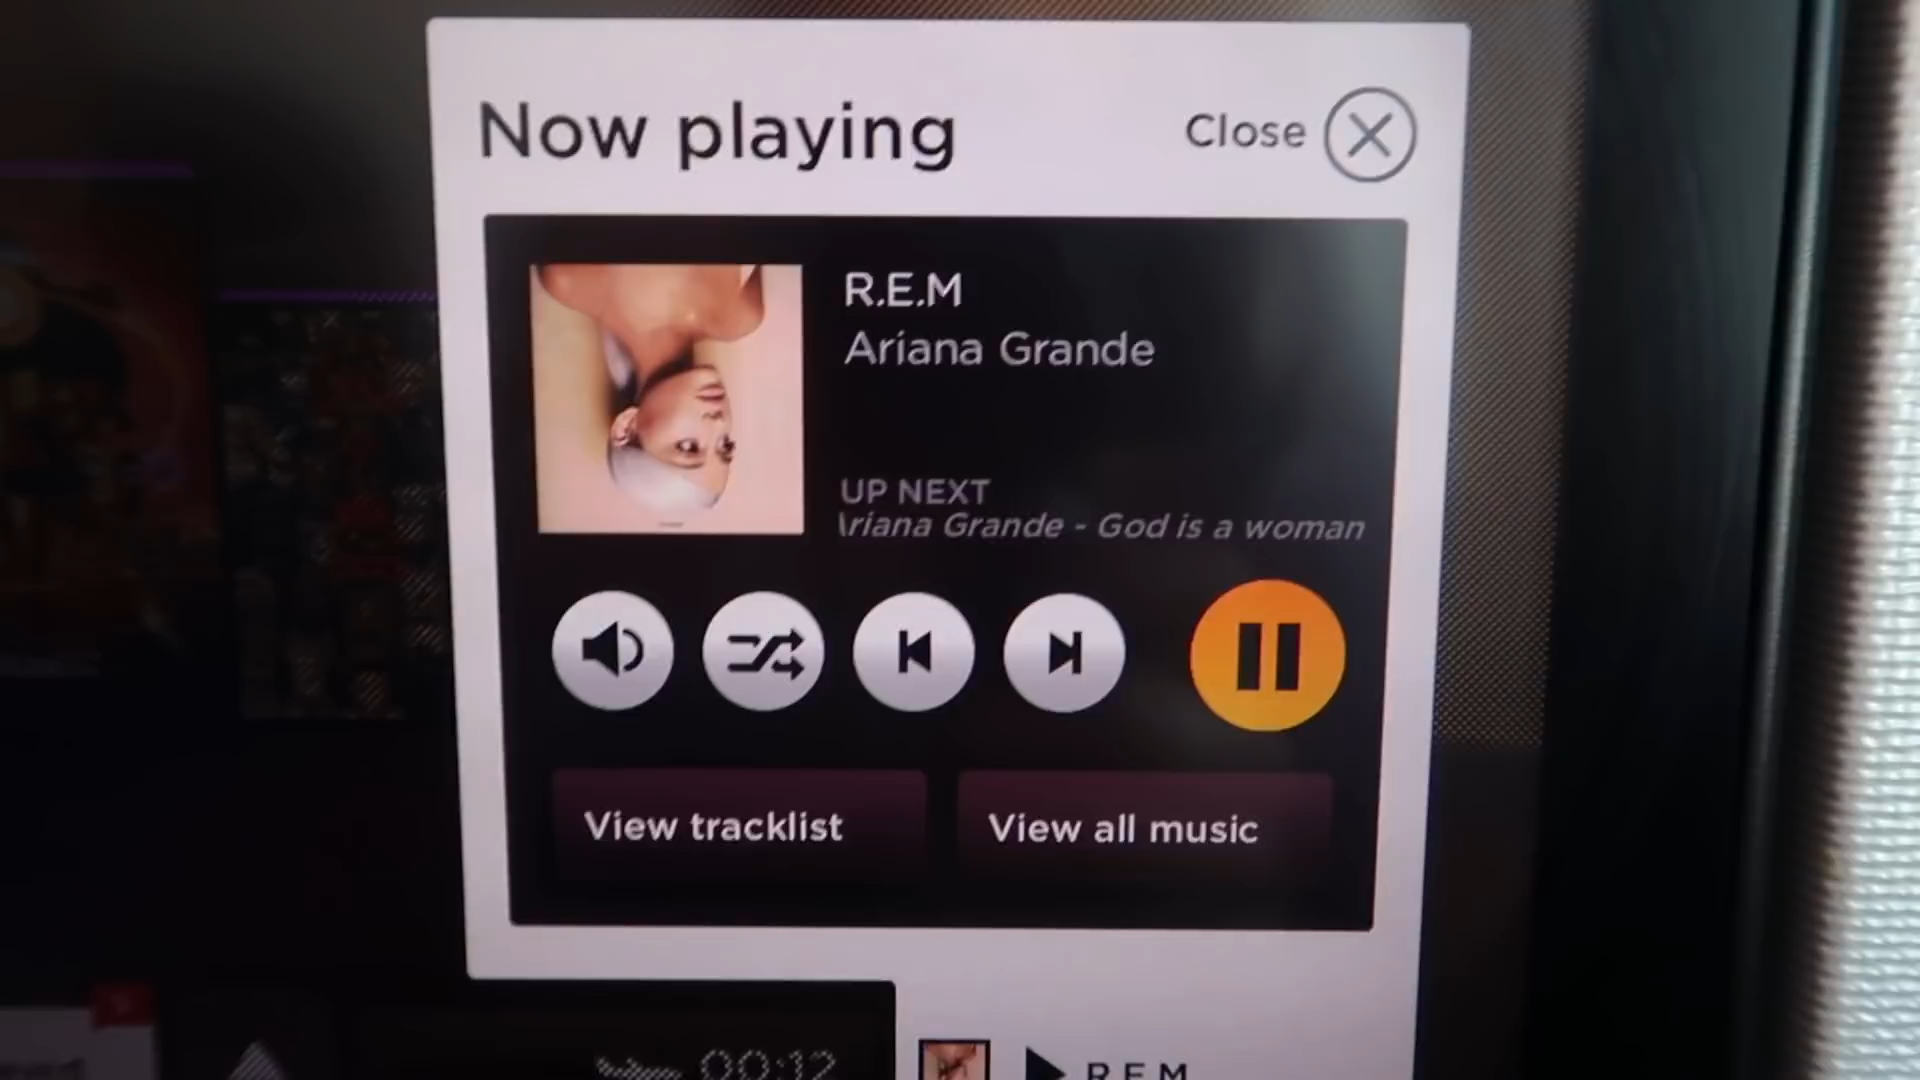 Now playing
Close
R.E.M
Ariana Grande
UP NEXT
riana Grande - God is a woman
View tracklist
View all music
00:12
R.E.M